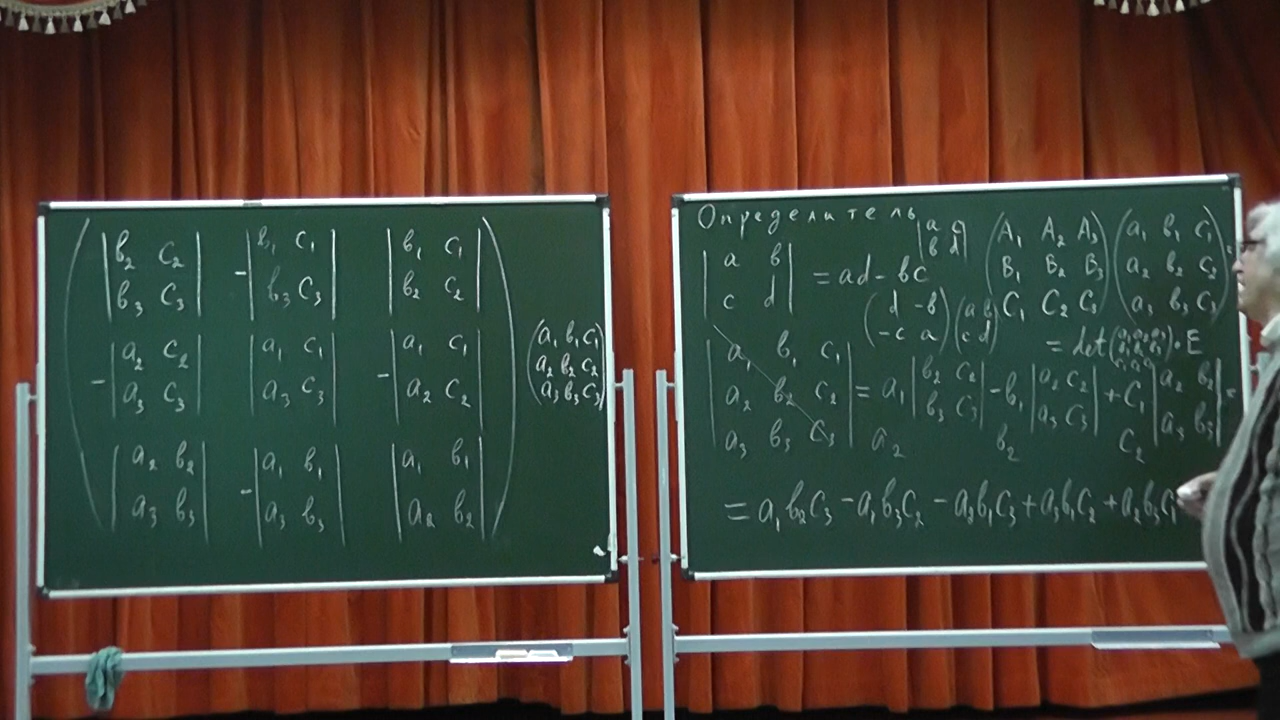 b₂ c₂ - b₁ c₁ b₁ c₁
b₃ c₃ b₃ c₃ b₂ c₂
- a₂ c₂ a₁ c₁ - a₁ c₁
a₃ c₃ a₃ c₃ a₂ c₂
a₂ b₂ - a₁ b₁ a₁ b₁
a₃ b₃ a₃ b₃ a₂ b₂
a₁ b₁ c₁
a₂ b₂ c₂
a₃ b₃ c₃
Определитель
a c
b d
a b
c d
= ad - bc
d -b
-c a
a b
c d
A₁ A₂ A₃
B₁ B₂ B₃
C₁ C₂ C₃
a₁ b₁ c₁
a₂ b₂ c₂
a₃ b₃ c₃
=
= det · E
a₁ b₁ c₁
a₂ b₂ c₂
a₃ b₃ c₃
= a₁ |b₂ c₂| - b₁ |a₂ c₂| + c₁ |a₂ b₂| =
b₃ c₃ a₃ c₃ a₃ b₃
a₂ b₂ c₂
= a₁b₂c₃ - a₁b₃c₂ - a₂b₁c₃ + a₃b₁c₂ + a₂b₃c₁